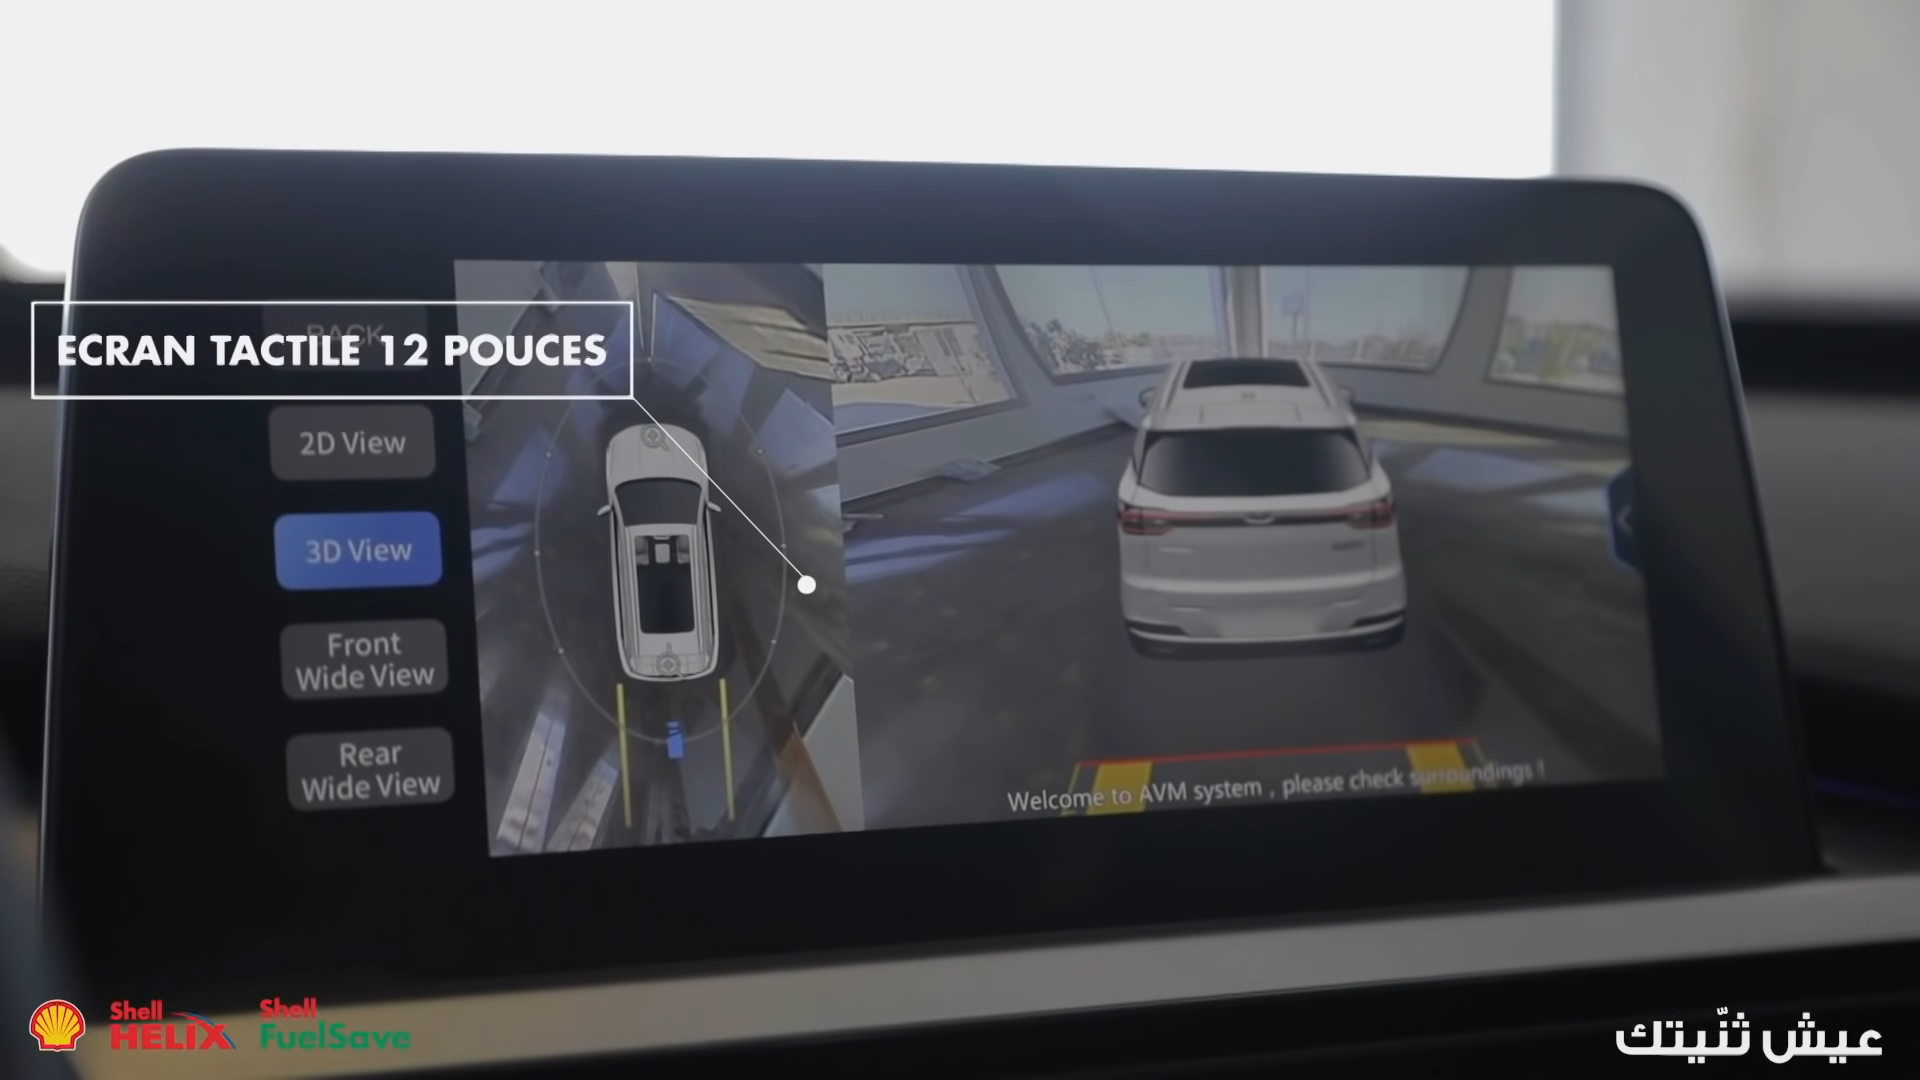 BACK
ECRAN TACTILE 12 POUCES
2D View
3D View
Front
Wide View
Rear
Wide View
Welcome to AVM system , please check surroundings !
Shell
HELIX
Shell
FuelSave
عيش ثنّيتك